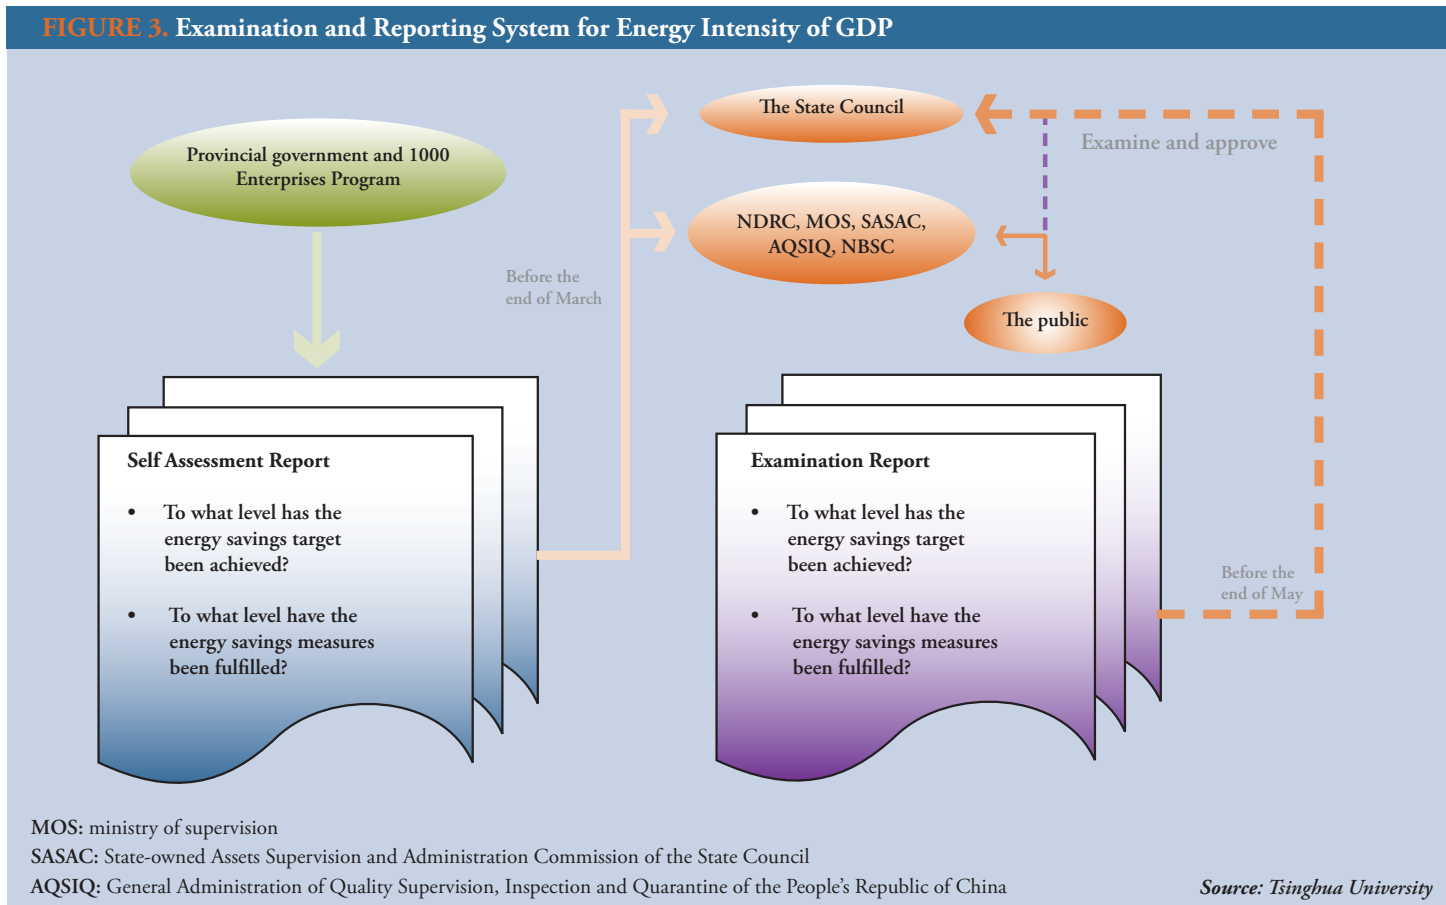 FIGURE 3. Examination and Reporting System for Energy Intensity of GDP
Provincial government and 1000
Enterprises Program
The State Council
Examine and approve
NDRC, MOS, SASAC,
AQSIQ, NBSC
Before the
end of March
The public
Self Assessment Report
• To what level has the
energy savings target
been achieved?
• To what level have the
energy savings measures
been fulfilled?
Examination Report
• To what level has the
energy savings target
been achieved?
• To what level have the
energy savings measures
been fulfilled?
Before the
end of May
MOS: ministry of supervision
SASAC: State-owned Assets Supervision and Administration Commission of the State Council
AQSIQ: General Administration of Quality Supervision, Inspection and Quarantine of the People’s Republic of China
Source: Tsinghua University